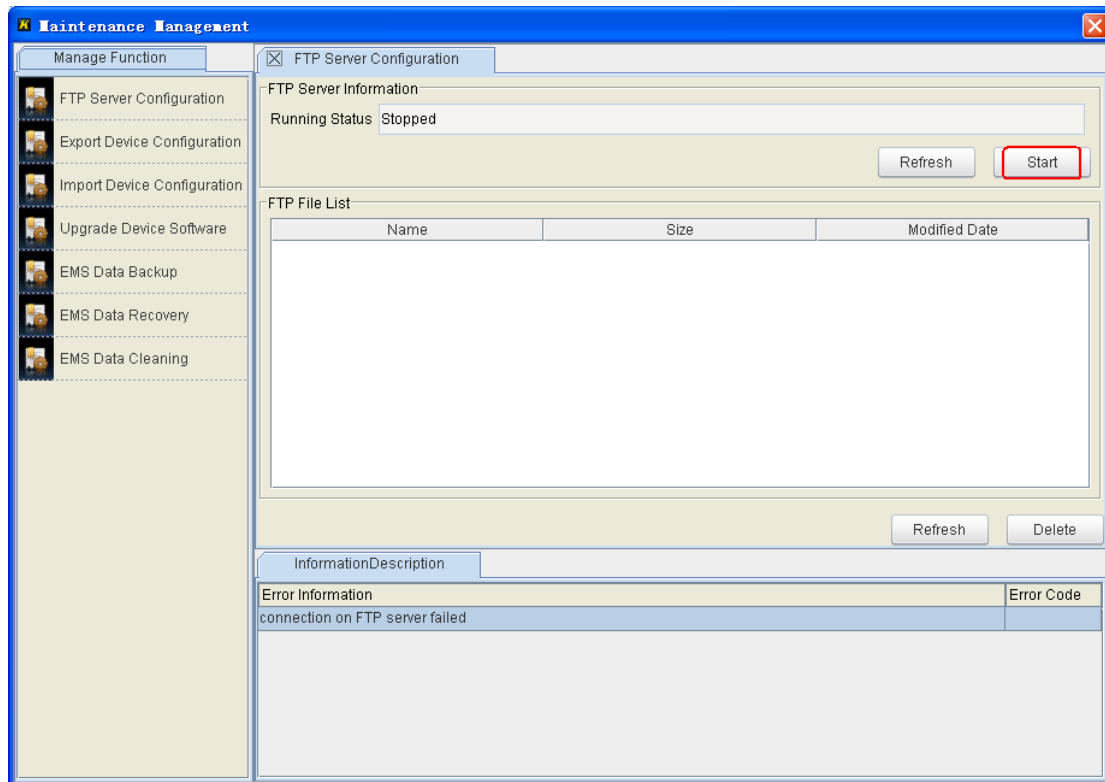 Maintenance Management
Manage Function
FTP Server Configuration
Export Device Configuration
Import Device Configuration
Upgrade Device Software
EMS Data Backup
EMS Data Recovery
EMS Data Cleaning
FTP Server Configuration
FTP Server Information
Running Status Stopped
Refresh Start
FTP File List
Name Size Modified Date
Refresh Delete
InformationDescription
Error Information Error Code
connection on FTP server failed